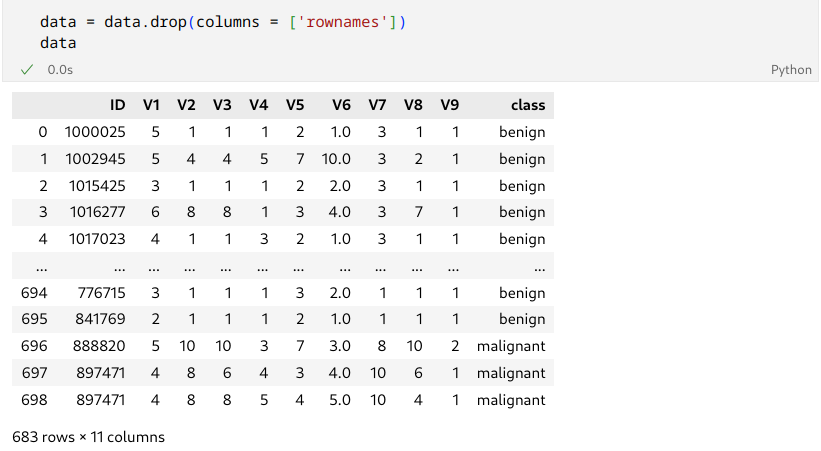 data = data.drop(columns = ['rownames'])
data
0.0s Python
ID V1 V2 V3 V4 V5 V6 V7 V8 V9 class
0 1000025 5 1 1 1 2 1.0 3 1 1 benign
1 1002945 5 4 4 5 7 10.0 3 2 1 benign
2 1015425 3 1 1 1 2 2.0 3 1 1 benign
3 1016277 6 8 8 1 3 4.0 3 7 1 benign
4 1017023 4 1 1 3 2 1.0 3 1 1 benign
... ... ... ... ... ... ... ... ... ... ... ...
694 776715 3 1 1 1 3 2.0 1 1 1 benign
695 841769 2 1 1 1 2 1.0 1 1 1 benign
696 888820 5 10 10 3 7 3.0 8 10 2 malignant
697 897471 4 8 6 4 3 4.0 10 6 1 malignant
698 897471 4 8 8 5 4 5.0 10 4 1 malignant
683 rows × 11 columns